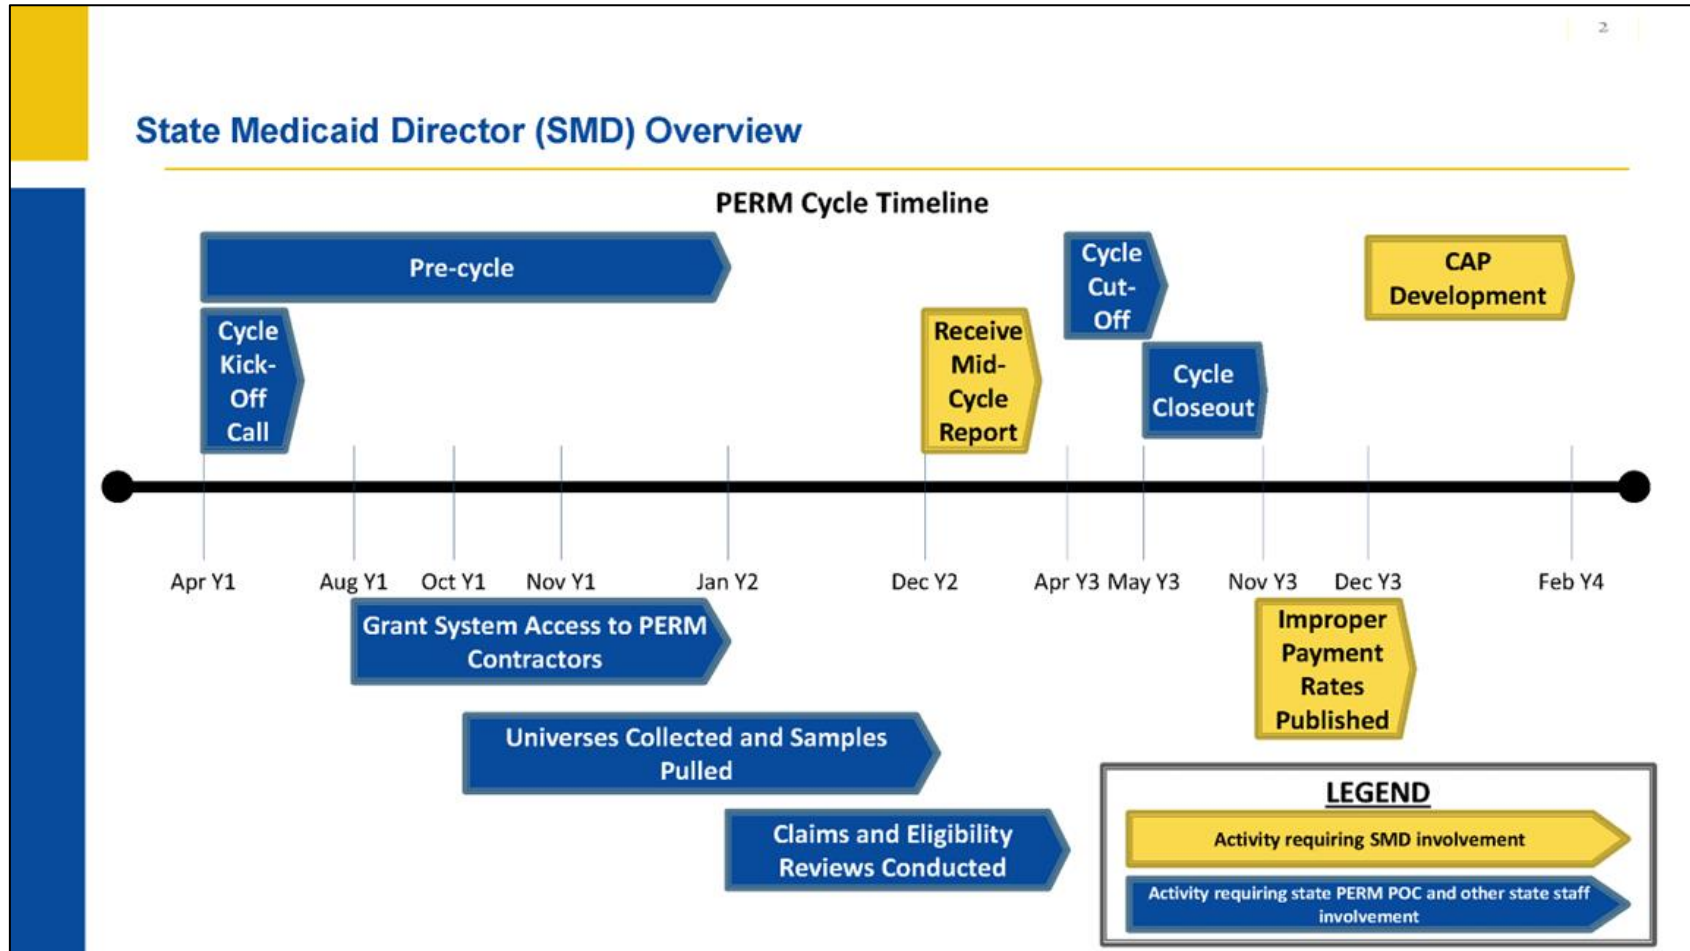 2
State Medicaid Director (SMD) Overview
PERM Cycle Timeline
Pre-cycle
Cycle
Kick-
Off
Call
Receive
Mid-
Cycle
Report
Cycle
Cut-
Off
Cycle
Closeout
CAP
Development
Apr Y1
Aug Y1
Oct Y1
Nov Y1
Jan Y2
Dec Y2
Apr Y3
May Y3
Nov Y3
Dec Y3
Feb Y4
Grant System Access to PERM
Contractors
Universes Collected and Samples
Pulled
Claims and Eligibility
Reviews Conducted
Improper
Payment
Rates
Published
LEGEND
Activity requiring SMD involvement
Activity requiring state PERM POC and other state staff
involvement